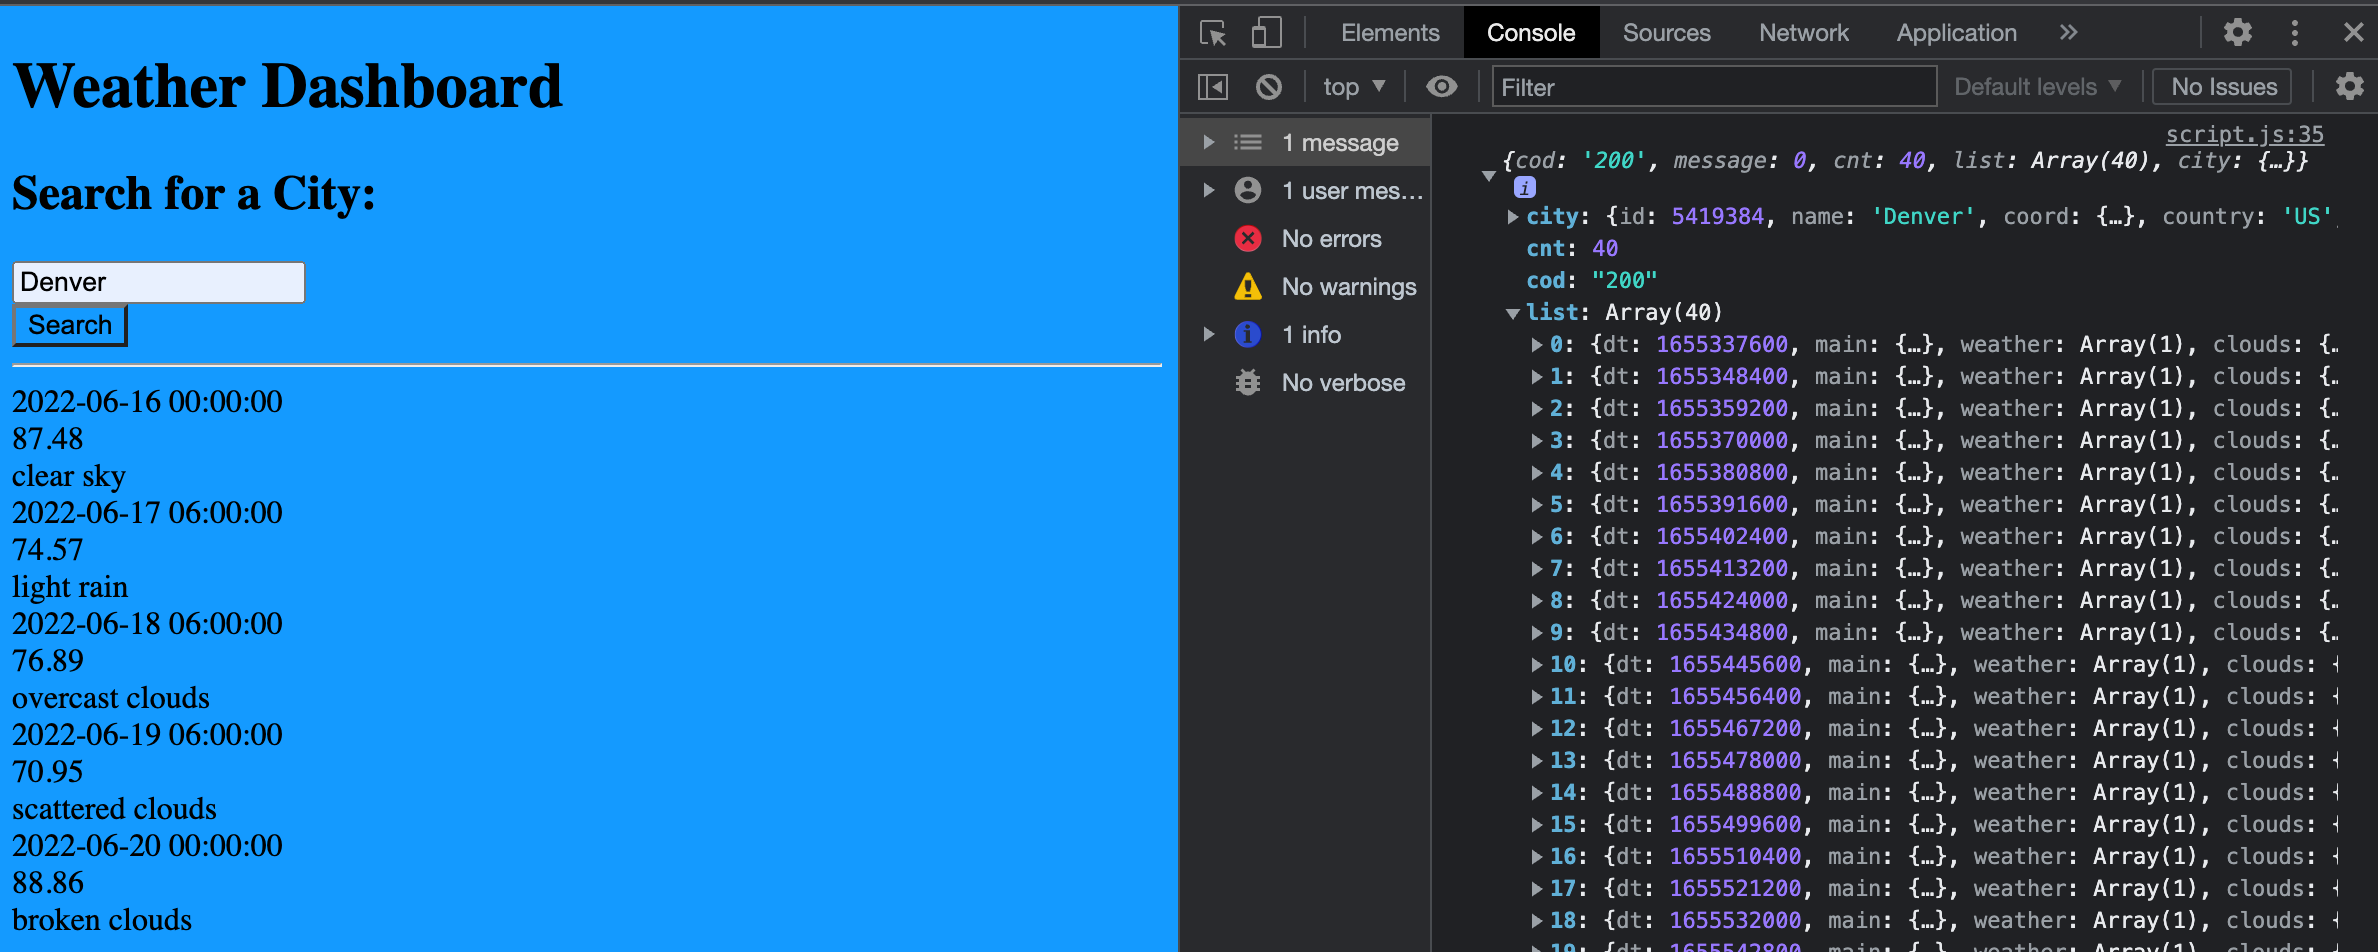 Weather Dashboard
Search for a City:
Denver
Search
2022-06-16 00:00:00
87.48
clear sky
2022-06-17 06:00:00
74.57
light rain
2022-06-18 06:00:00
76.89
overcast clouds
2022-06-19 06:00:00
70.95
scattered clouds
2022-06-20 00:00:00
88.86
broken clouds
Elements Console Sources Network Application »
top ▼ Filter Default levels ▼ No Issues
1 message
1 user mes…
No errors
No warnings
1 info
No verbose
script.js:35
{cod: '200', message: 0, cnt: 40, list: Array(40), city: {…}}
i
city: {id: 5419384, name: 'Denver', coord: {…}, country: 'US',
cnt: 40
cod: "200"
list: Array(40)
0: {dt: 1655337600, main: {…}, weather: Array(1), clouds: {…
1: {dt: 1655348400, main: {…}, weather: Array(1), clouds: {…
2: {dt: 1655359200, main: {…}, weather: Array(1), clouds: {…
3: {dt: 1655370000, main: {…}, weather: Array(1), clouds: {…
4: {dt: 1655380800, main: {…}, weather: Array(1), clouds: {…
5: {dt: 1655391600, main: {…}, weather: Array(1), clouds: {…
6: {dt: 1655402400, main: {…}, weather: Array(1), clouds: {…
7: {dt: 1655413200, main: {…}, weather: Array(1), clouds: {…
8: {dt: 1655424000, main: {…}, weather: Array(1), clouds: {…
9: {dt: 1655434800, main: {…}, weather: Array(1), clouds: {…
10: {dt: 1655445600, main: {…}, weather: Array(1), clouds: {
11: {dt: 1655456400, main: {…}, weather: Array(1), clouds: {
12: {dt: 1655467200, main: {…}, weather: Array(1), clouds: {
13: {dt: 1655478000, main: {…}, weather: Array(1), clouds: {
14: {dt: 1655488800, main: {…}, weather: Array(1), clouds: {
15: {dt: 1655499600, main: {…}, weather: Array(1), clouds: {
16: {dt: 1655510400, main: {…}, weather: Array(1), clouds: {
17: {dt: 1655521200, main: {…}, weather: Array(1), clouds: {
18: {dt: 1655532000, main: {…}, weather: Array(1), clouds: {
19: {dt: 1655542800, main: {…}, weather: Array(1), clouds: {